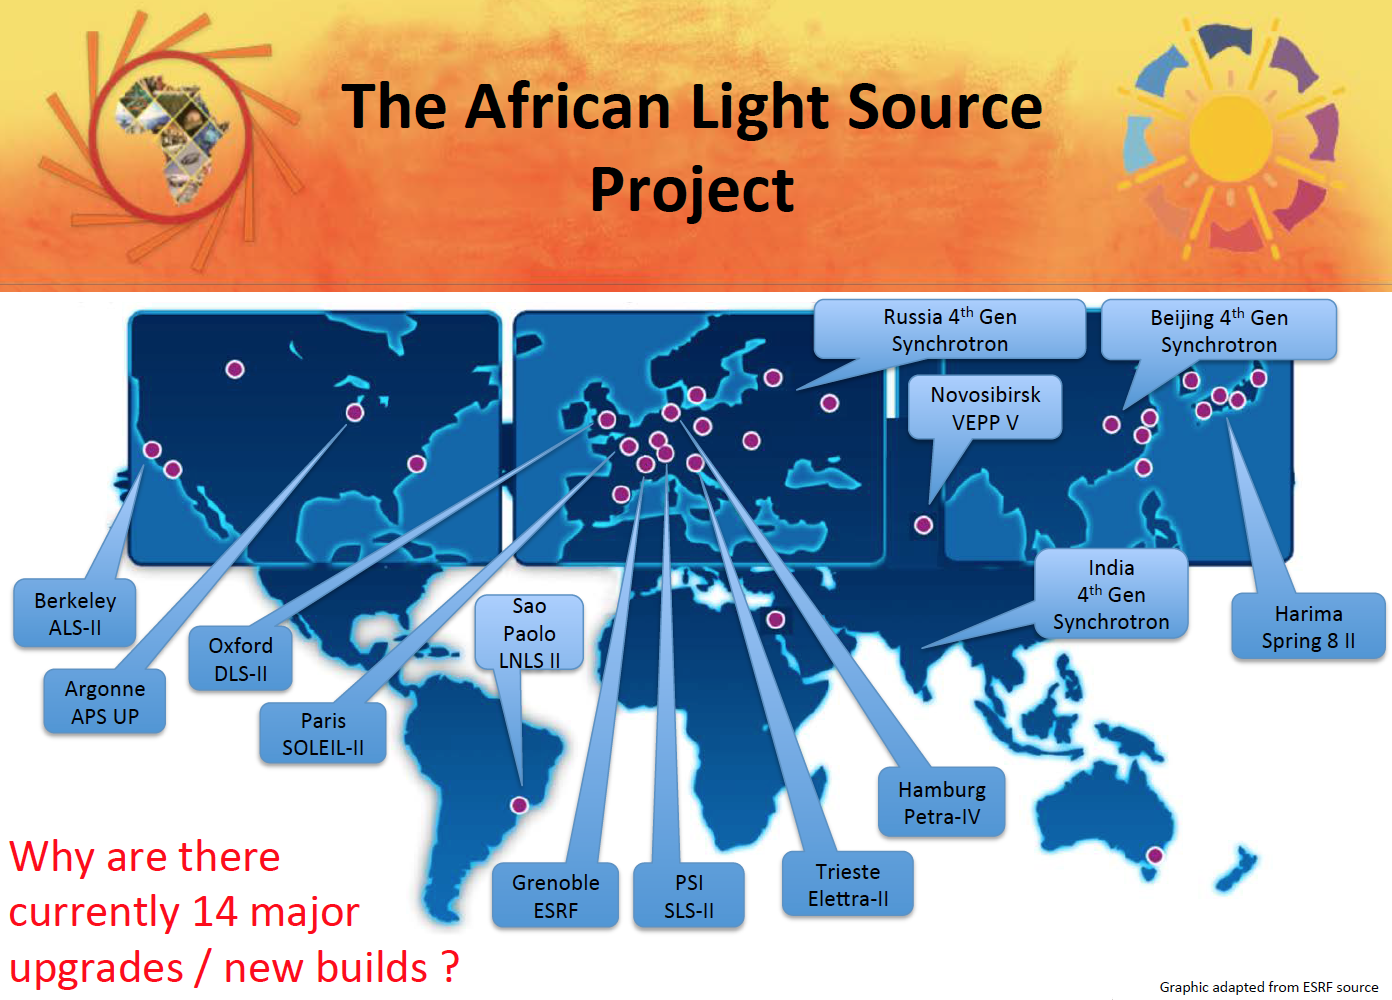 The African Light Source
Project
Russia 4th Gen
Synchrotron
Beijing 4th Gen
Synchrotron
Novosibirsk
VEPP V
India
4th Gen
Synchrotron
Harima
Spring 8 II
Berkeley
ALS-II
Argonne
APS UP
Oxford
DLS-II
Paris
SOLEIL-II
Sao
Paolo
LNLS II
Grenoble
ESRF
PSI
SLS-II
Trieste
Elettra-II
Hamburg
Petra-IV
Why are there
currently 14 major
upgrades / new builds ?
Graphic adapted from ESRF source